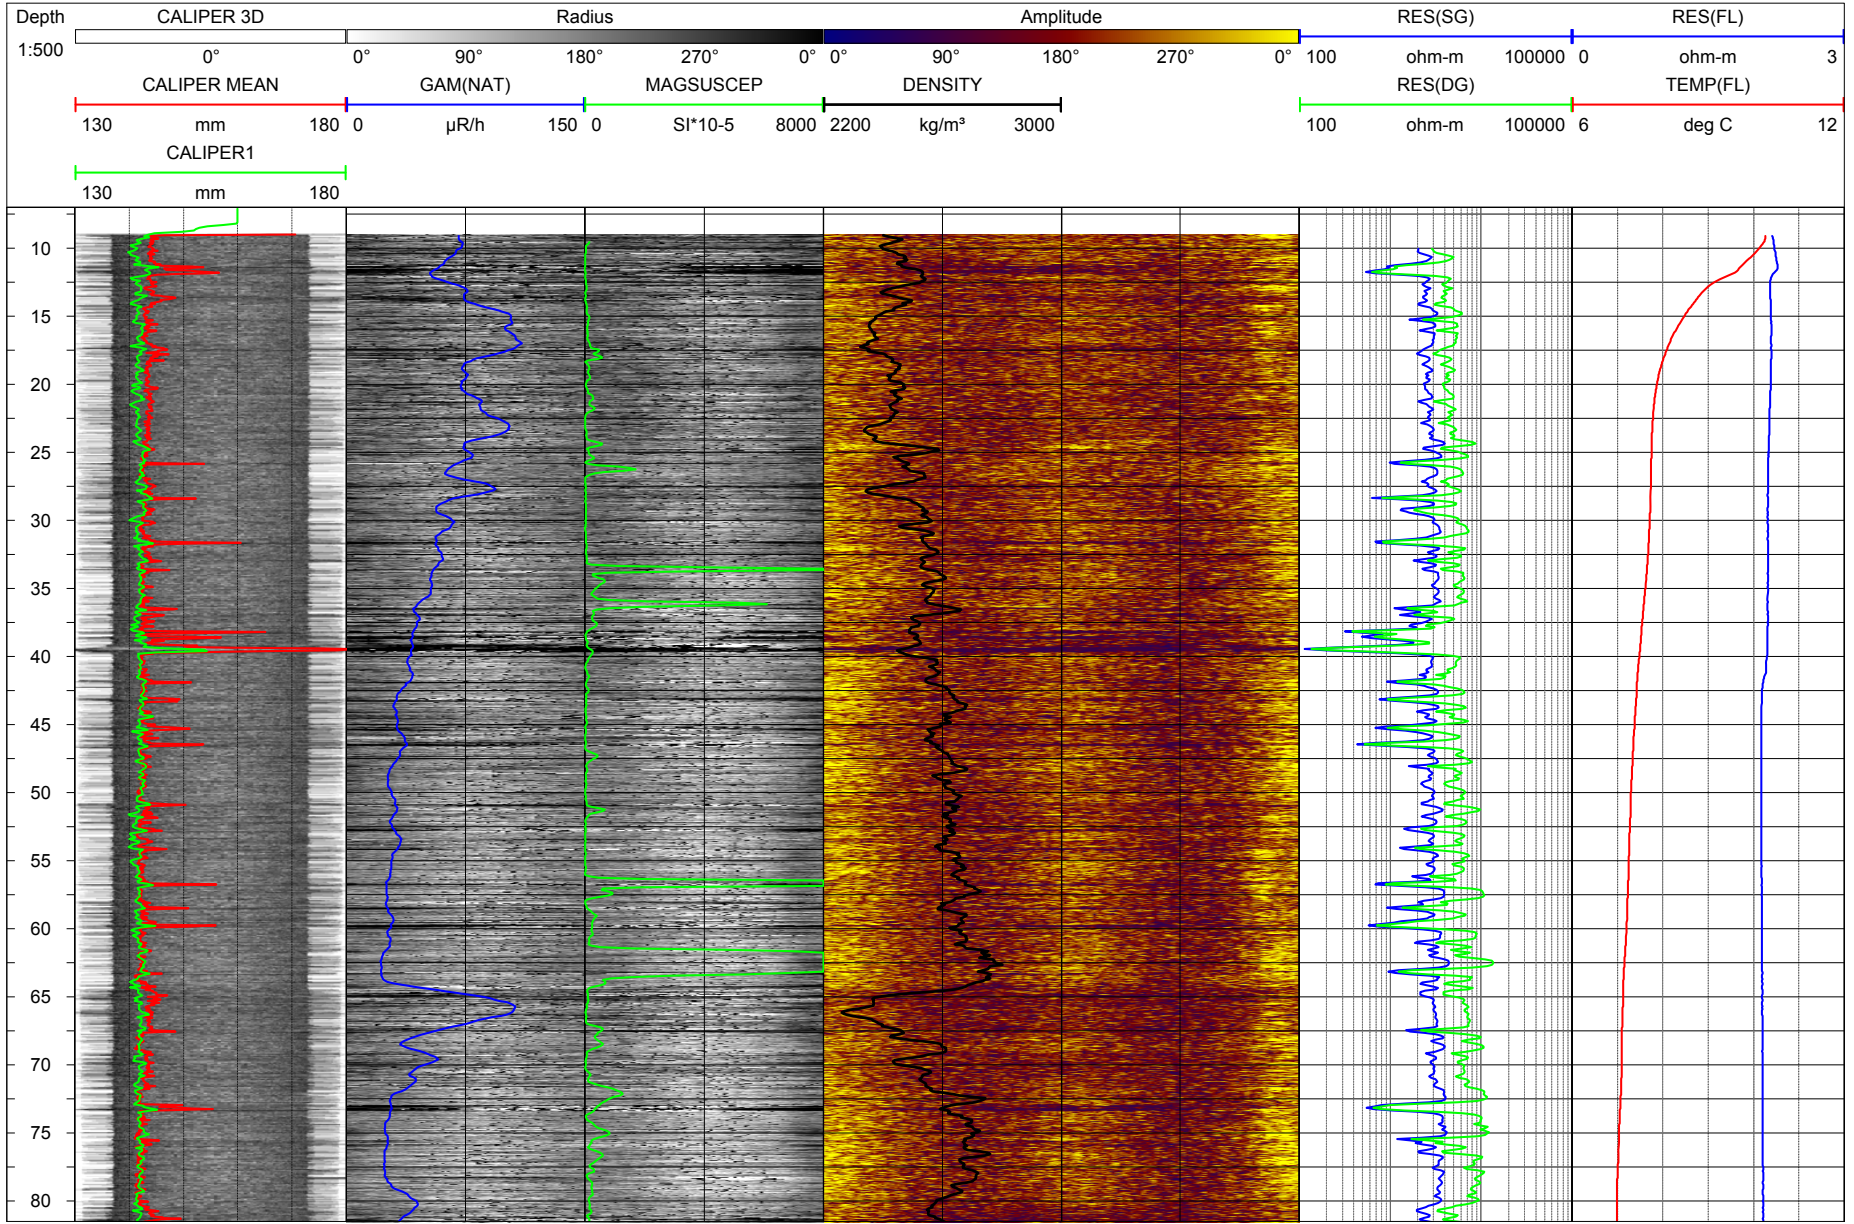 Depth CALIPER 3D Radius Amplitude RES(SG) RES(FL)
1:500 0° 0° 90° 180° 270° 0° 0° 90° 180° 270° 0° 100 ohm-m 100000 0 ohm-m 3
CALIPER MEAN GAM(NAT) MAGSUSCEP DENSITY RES(DG) TEMP(FL)
130 mm 180 0 µR/h 150 0 SI*10-5 8000 2200 kg/m³ 3000 100 ohm-m 100000 6 deg C 12
CALIPER1
130 mm 180
10
15
20
25
30
35
40
45
50
55
60
65
70
75
80